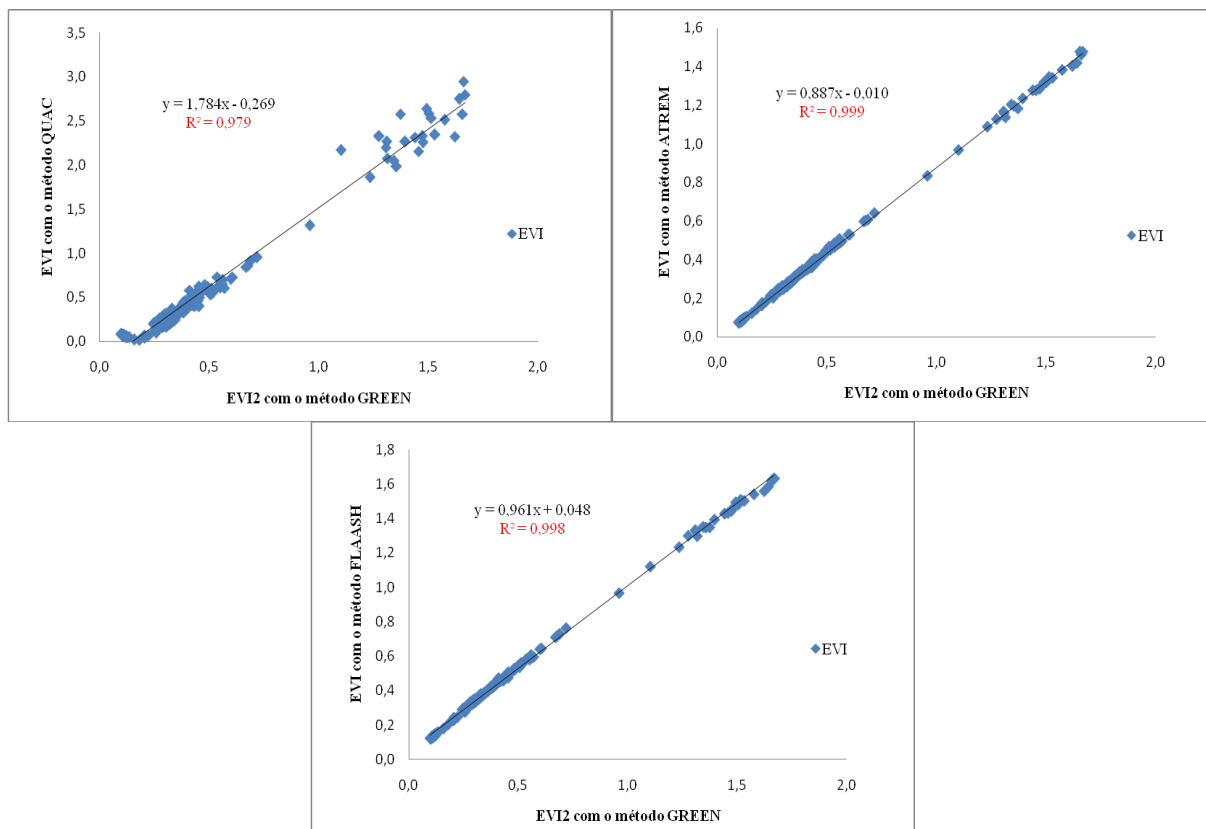 3,5
3,0
2,5
2,0
1,5
1,0
0,5
0,0
EVI com o método QUAC
y = 1,784x - 0,269
R² = 0,979
EVI
0,0 0,5 1,0 1,5 2,0
EVI2 com o método GREEN
1,6
1,4
1,2
1,0
0,8
0,6
0,4
0,2
0,0
EVI com o método ATREM
y = 0,887x - 0,010
R² = 0,999
EVI
0,0 0,5 1,0 1,5 2,0
EVI2 com o método GREEN
1,8
1,6
1,4
1,2
1,0
0,8
0,6
0,4
0,2
0,0
EVI com o método FLAASH
y = 0,961x + 0,048
R² = 0,998
EVI
0,0 0,5 1,0 1,5 2,0
EVI2 com o método GREEN